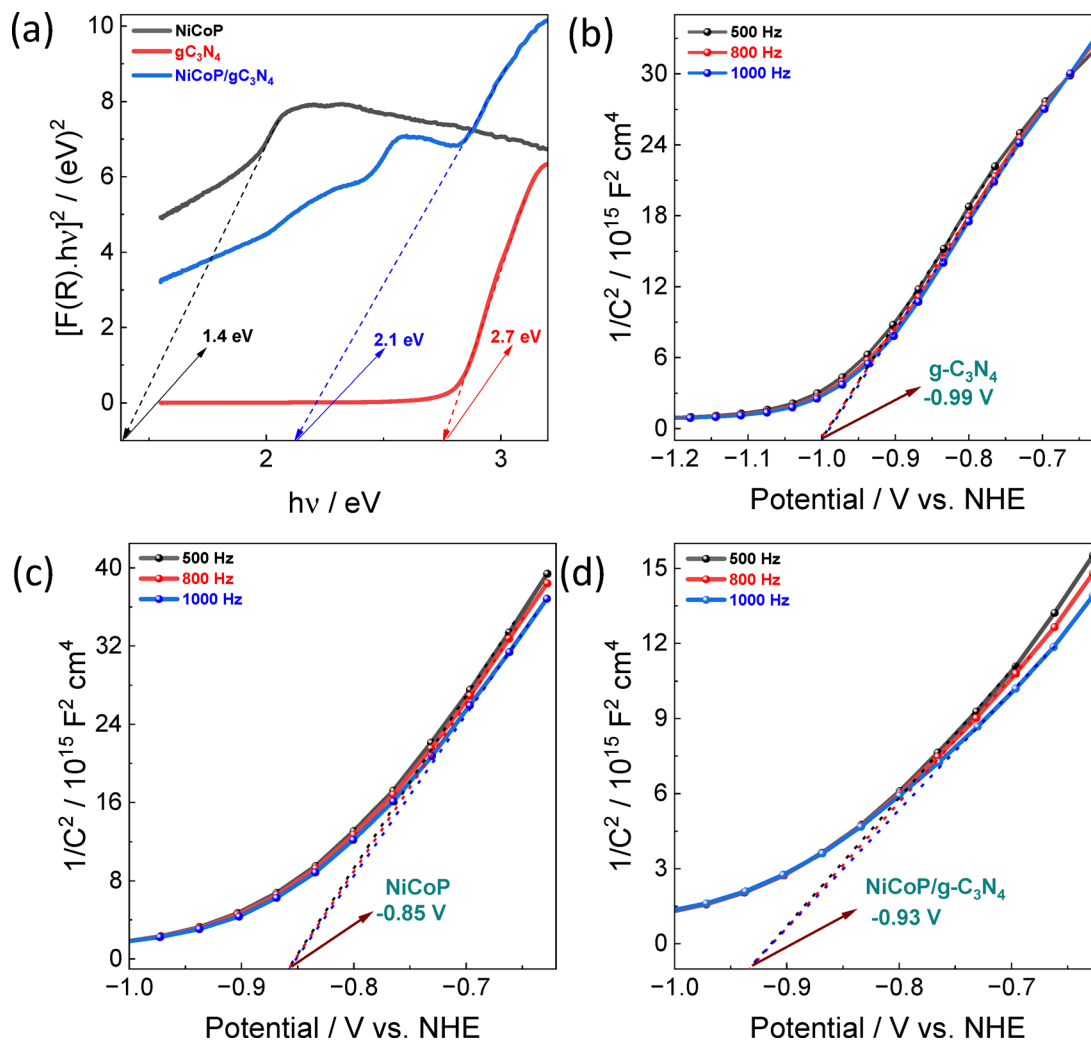 (a)
NiCoP
gC₃N₄
NiCoP/gC₃N₄
10
8
6
4
2
0
[F(R).hν]² / (eV)²
1.4 eV
2.1 eV
2.7 eV
2
3
hν / eV
(b)
500 Hz
800 Hz
1000 Hz
30
24
18
12
6
0
1/C² / 10¹⁵ F² cm⁴
g-C₃N₄
-0.99 V
−1.2 −1.1 −1.0 −0.9 −0.8 −0.7
Potential / V vs. NHE
(c)
500 Hz
800 Hz
1000 Hz
40
32
24
16
8
0
1/C² / 10¹⁵ F² cm⁴
NiCoP
-0.85 V
−1.0 −0.9 −0.8 −0.7
Potential / V vs. NHE
(d)
500 Hz
800 Hz
1000 Hz
15
12
9
6
3
0
1/C² / 10¹⁵ F² cm⁴
NiCoP/g-C₃N₄
-0.93 V
−1.0 −0.9 −0.8 −0.7
Potential / V vs. NHE